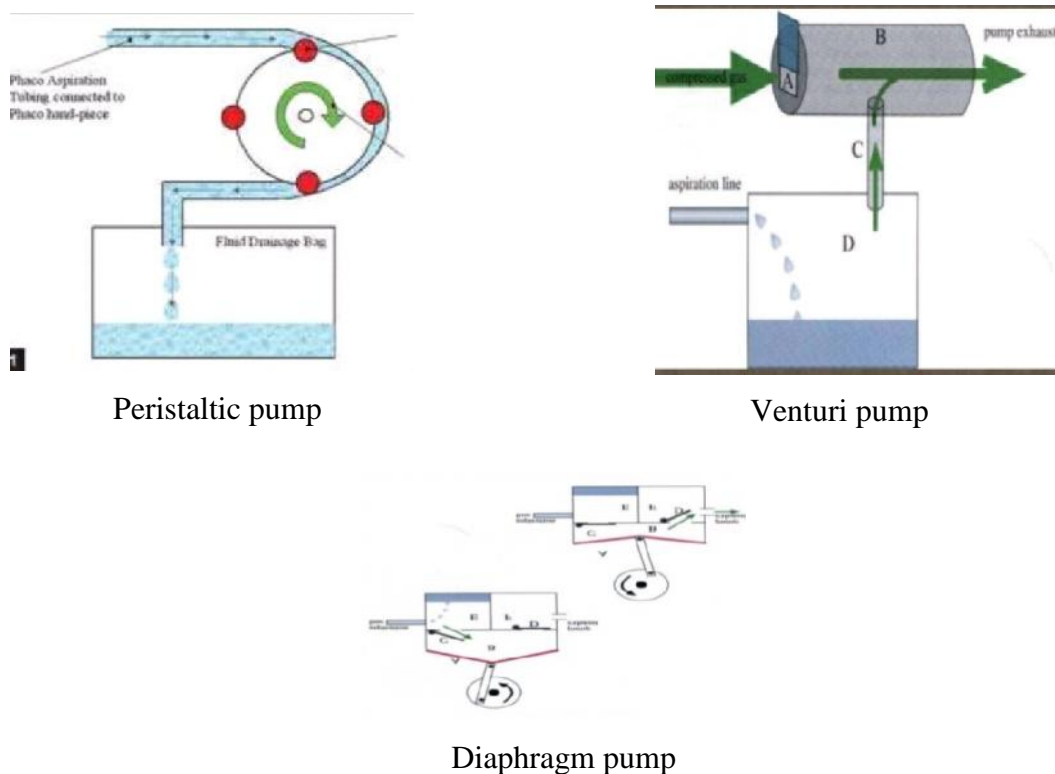 Phaco Aspiration
Tubing connected to
Phaco hand-piece
Fluid Drainage Bag
1
Peristaltic pump
B
pump exhaust
compressed gas
A
C
aspiration line
D
Venturi pump
E
D
B
C
E
D
C
Diaphragm pump